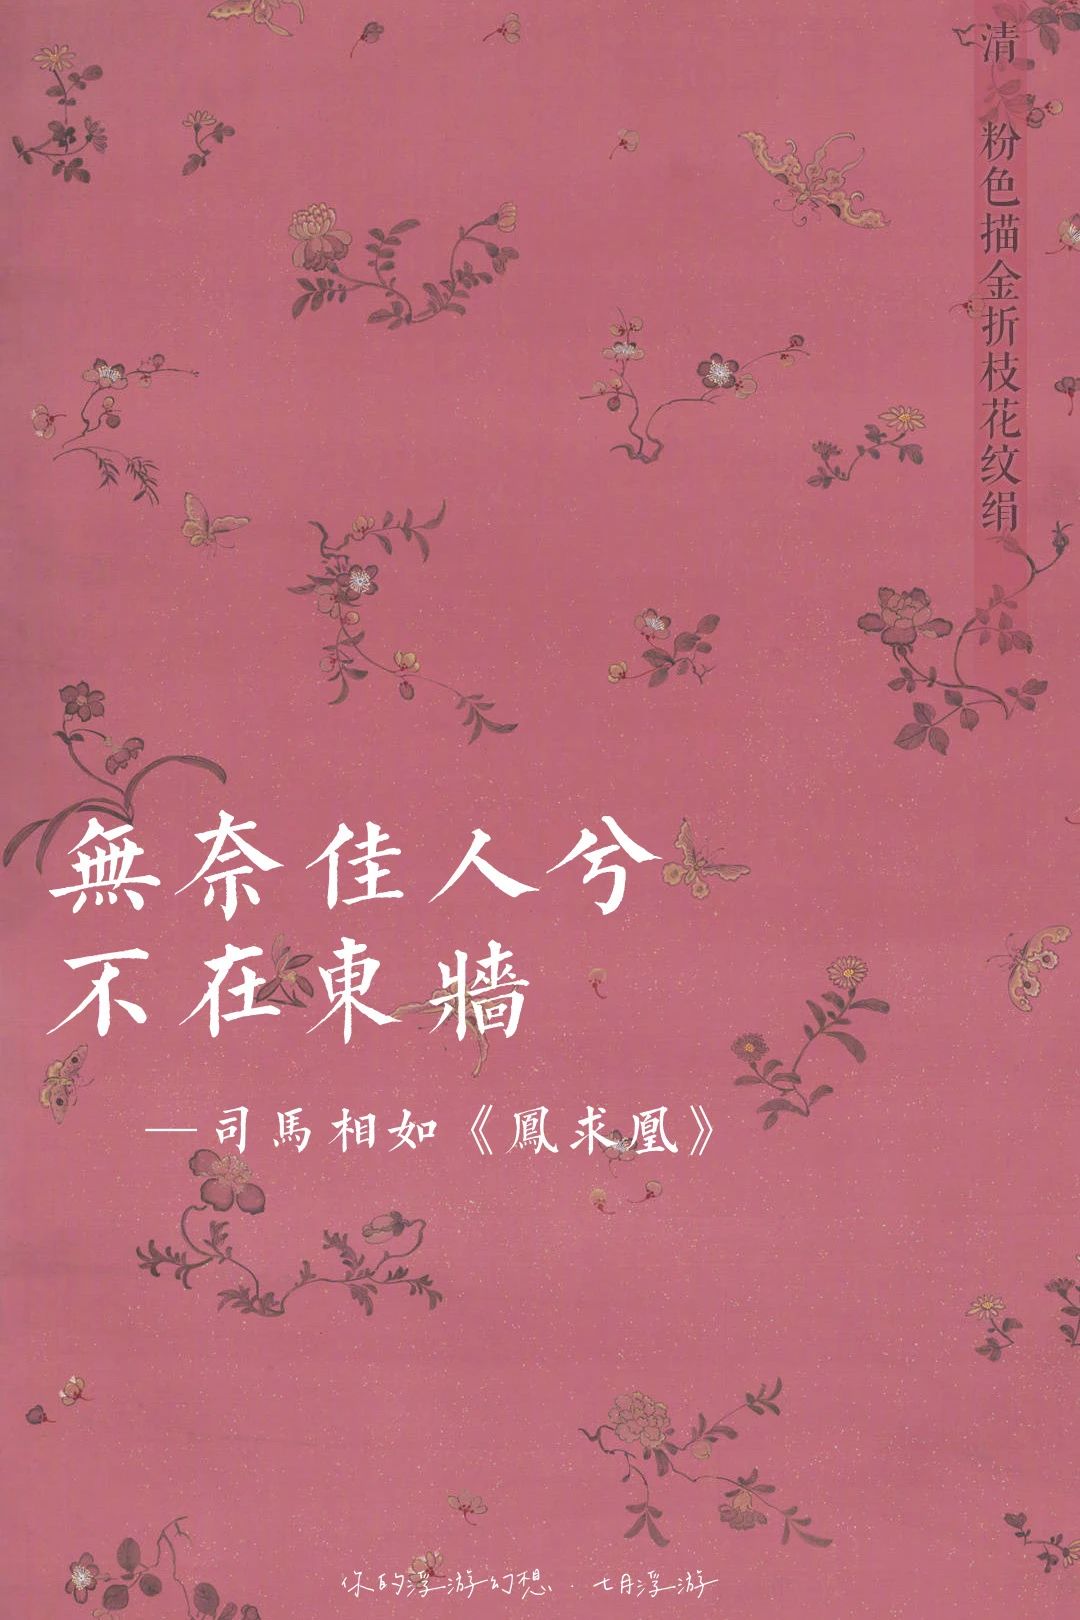 清 粉色描金折枝花纹绢
無奈佳人兮
不在東牆
—司馬相如《鳳求凰》
你的浮游幻想 · 七月浮游